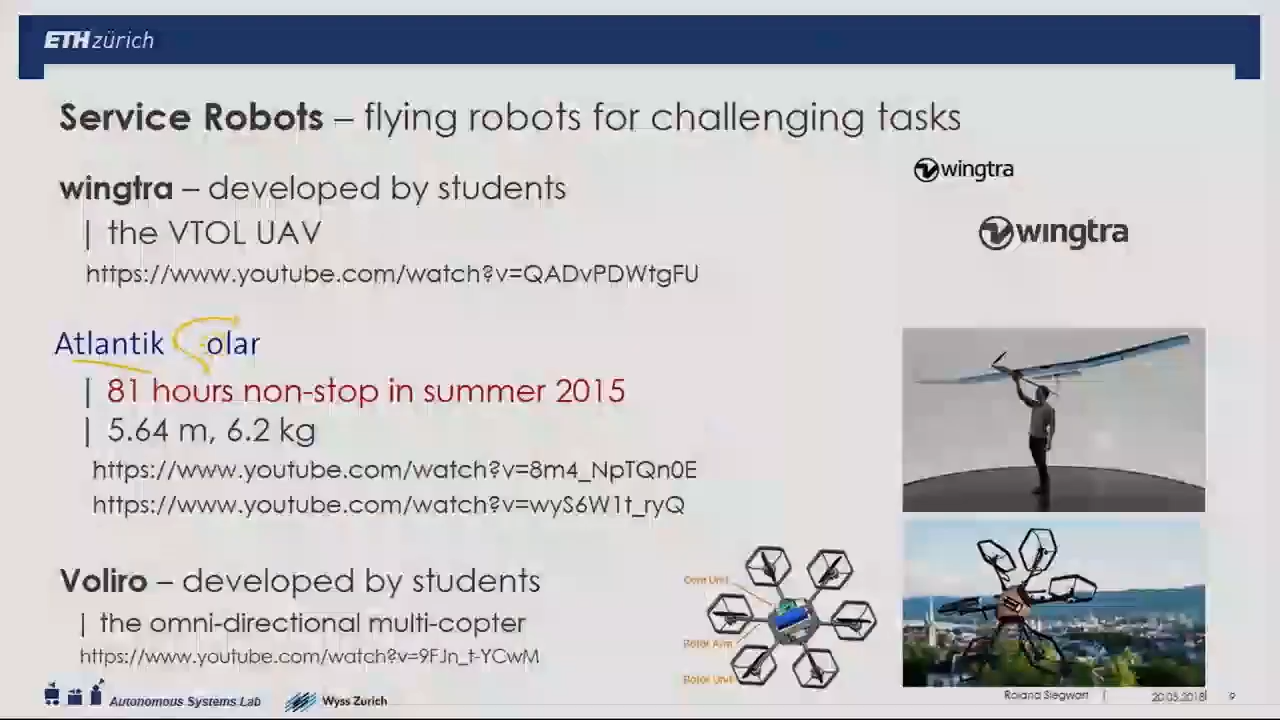 ETH zürich
Service Robots – flying robots for challenging tasks
wingtra
wingtra – developed by students
| the VTOL UAV
wingtra
https://www.youtube.com/watch?v=QADvPDWtgFU
Atlantik Solar
| 81 hours non-stop in summer 2015
| 5.64 m, 6.2 kg
https://www.youtube.com/watch?v=8m4_NpTQn0E
https://www.youtube.com/watch?v=wyS6W1t_ryQ
Voliro – developed by students
| the omni-directional multi-copter
https://www.youtube.com/watch?v=9FJn_t-YCwM
Core Unit
Rotor Arm
Rotor Unit
Autonomous Systems Lab
Wyss Zurich
Roland Siegwart | 20.05.2018 | 9